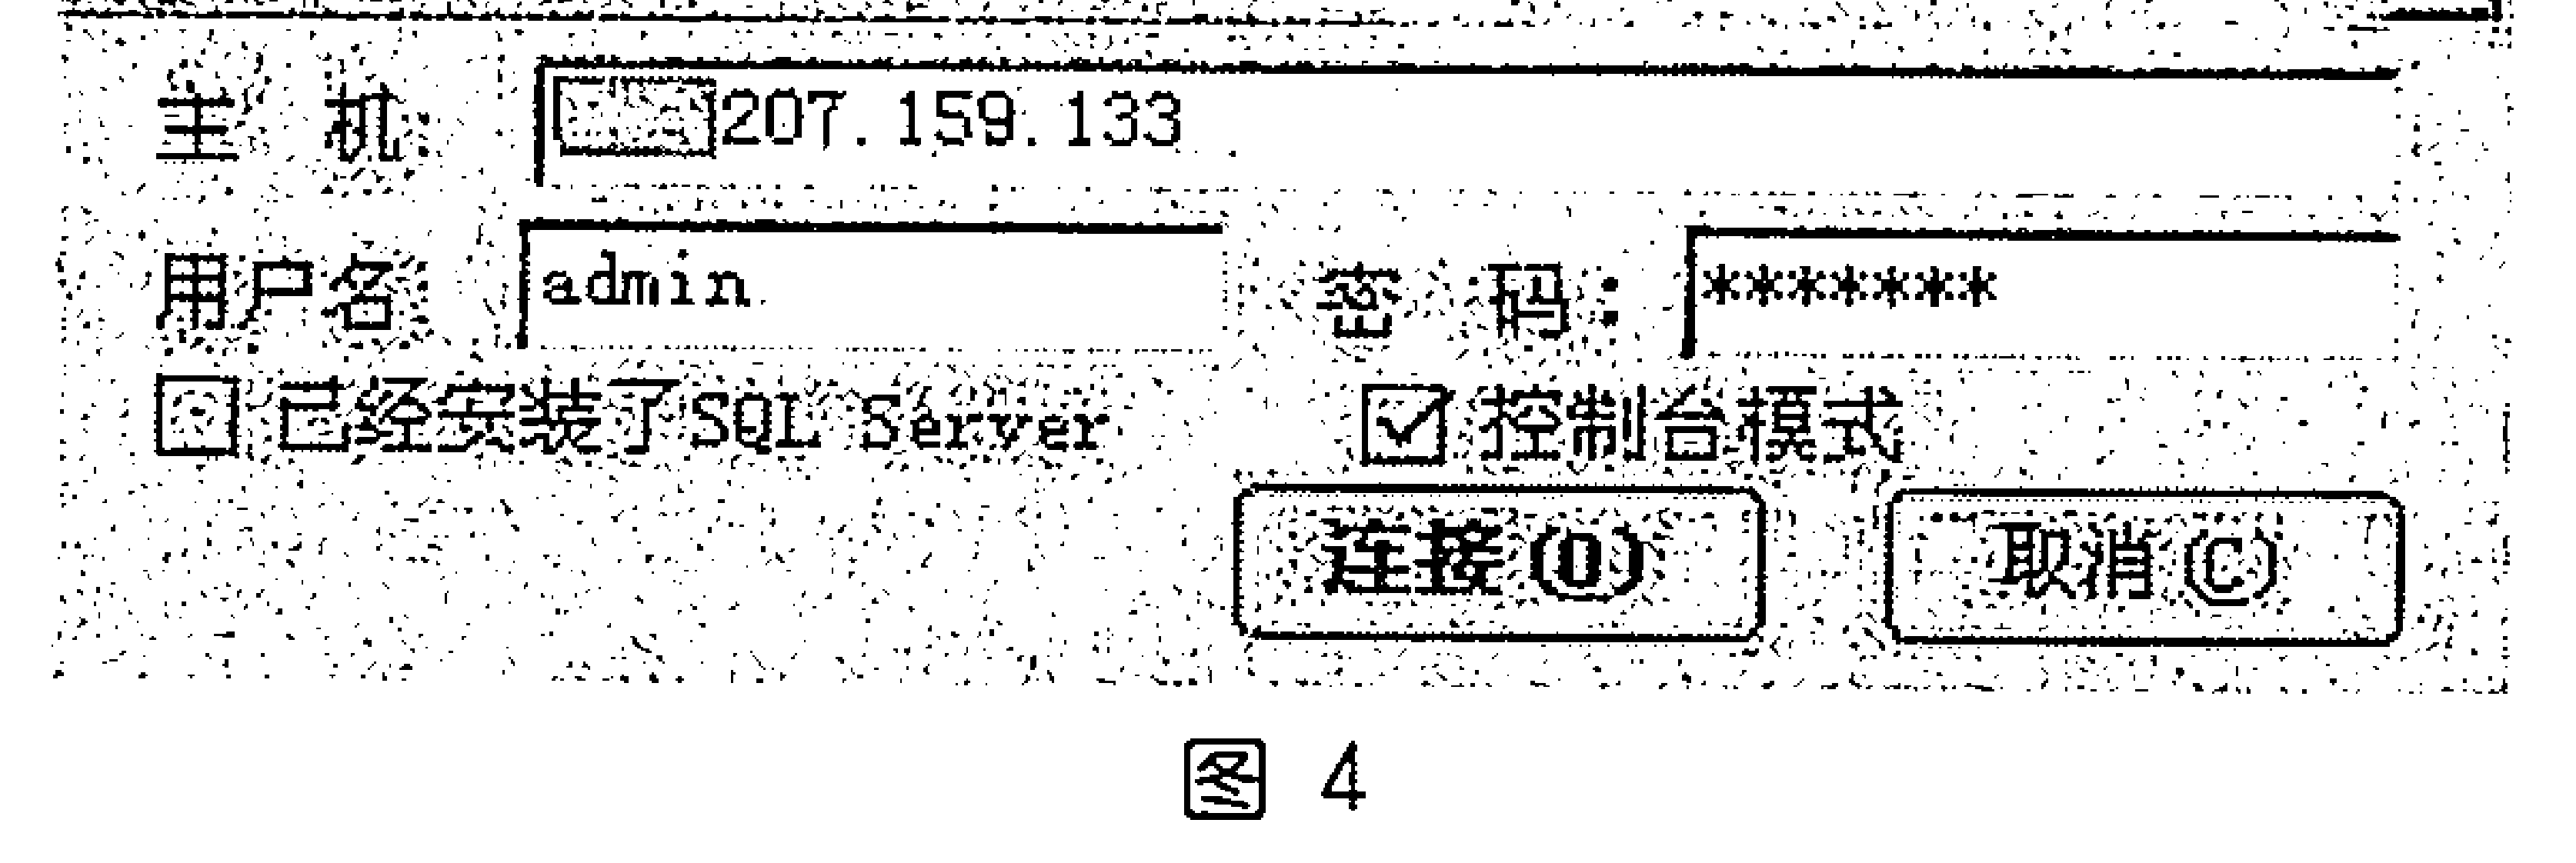 主 机: 207.159.133
用户名 admin 密 码: *******
已经安装了SQL Server 控制台模式
连接(O) 取消(C)
图 4